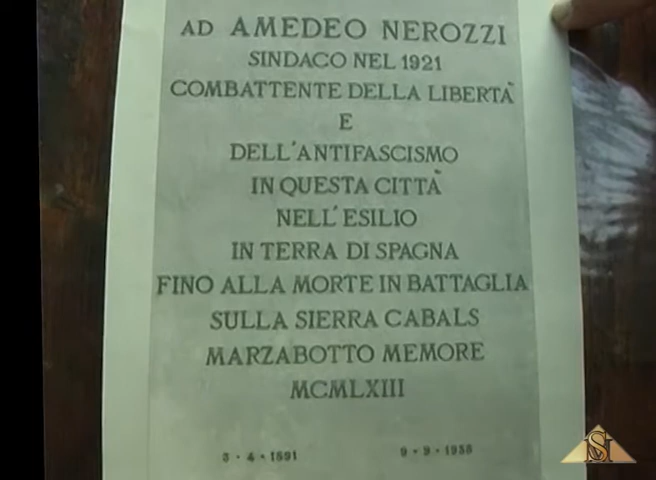 AD AMEDEO NEROZZI
SINDACO NEL 1921
COMBATTENTE DELLA LIBERTÀ
E
DELL'ANTIFASCISMO
IN QUESTA CITTÀ
NELL'ESILIO
IN TERRA DI SPAGNA
FINO ALLA MORTE IN BATTAGLIA
SULLA SIERRA CABALS
MARZABOTTO MEMORE
MCMLXIII
3·4·1891 9·9·1938